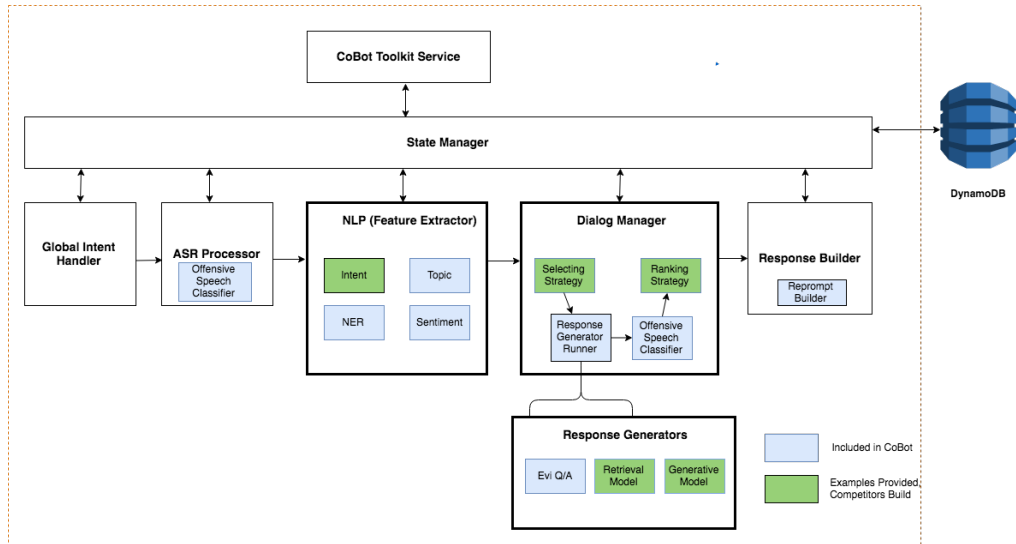 CoBot Toolkit Service
State Manager
DynamoDB
Global Intent
Handler
ASR Processor
Offensive
Speech
Classifier
NLP (Feature Extractor)
Intent
Topic
NER
Sentiment
Dialog Manager
Selecting
Strategy
Ranking
Strategy
Response
Generator
Runner
Offensive
Speech
Classifier
Response Builder
Reprompt
Builder
Response Generators
Evi Q/A
Retrieval
Model
Generative
Model
Included in CoBot
Examples Provided,
Competitors Build